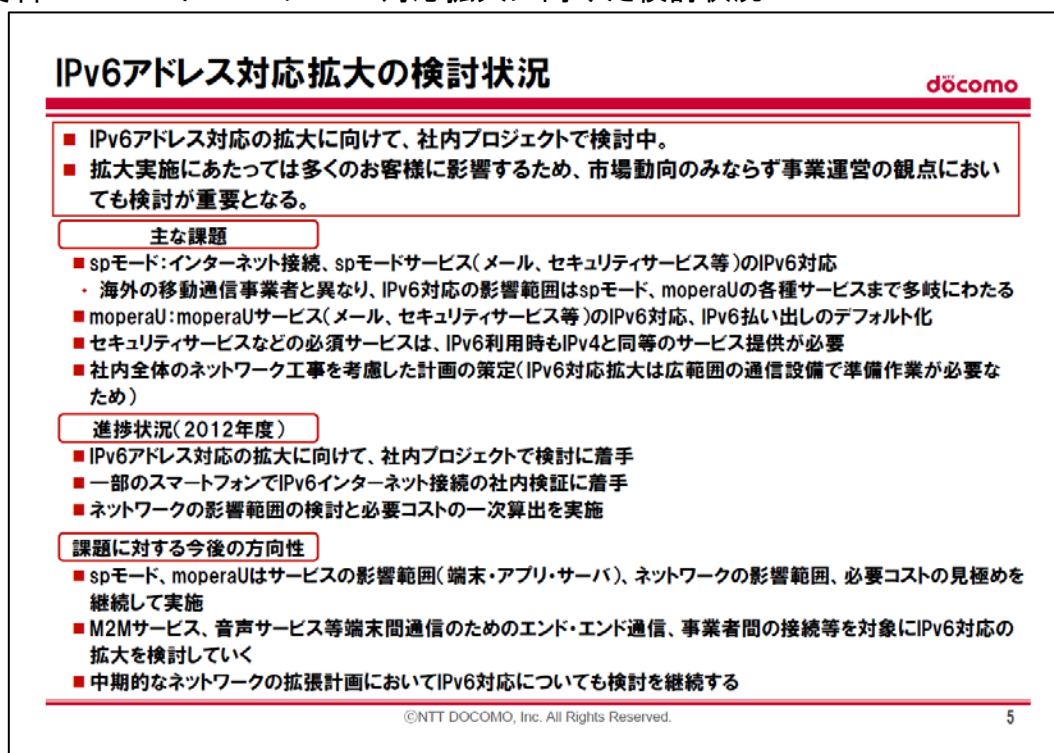 IPv6アドレス対応拡大の検討状況
NTT
döcomo
■ IPv6アドレス対応の拡大に向けて、社内プロジェクトで検討中。
■ 拡大実施にあたっては多くのお客様に影響するため、市場動向のみならず事業運営の観点におい
ても検討が重要となる。
主な課題
■ spモード：インターネット接続、spモードサービス（メール、セキュリティサービス等）のIPv6対応
・ 海外の移動通信事業者と異なり、IPv6対応の影響範囲はspモード、moperaUの各種サービスまで多岐にわたる
■ moperaU：moperaUサービス（メール、セキュリティサービス等）のIPv6対応、IPv6払い出しのデフォルト化
■ セキュリティサービスなどの必須サービスは、IPv6利用時もIPv4と同等のサービス提供が必要
■ 社内全体のネットワーク工事を考慮した計画の策定（IPv6対応拡大は広範囲の通信設備で準備作業が必要な
ため）
進捗状況（2012年度）
■ IPv6アドレス対応の拡大に向けて、社内プロジェクトで検討に着手
■ 一部のスマートフォンでIPv6インターネット接続の社内検証に着手
■ ネットワークの影響範囲の検討と必要コストの一次算出を実施
課題に対する今後の方向性
■ spモード、moperaUはサービスの影響範囲（端末・アプリ・サーバ）、ネットワークの影響範囲、必要コストの見極めを
継続して実施
■ M2Mサービス、音声サービス等端末間通信のためのエンド・エンド通信、事業者間の接続等を対象にIPv6対応の
拡大を検討していく
■ 中期的なネットワークの拡張計画においてIPv6対応についても検討を継続する
©NTT DOCOMO, Inc. All Rights Reserved.
5